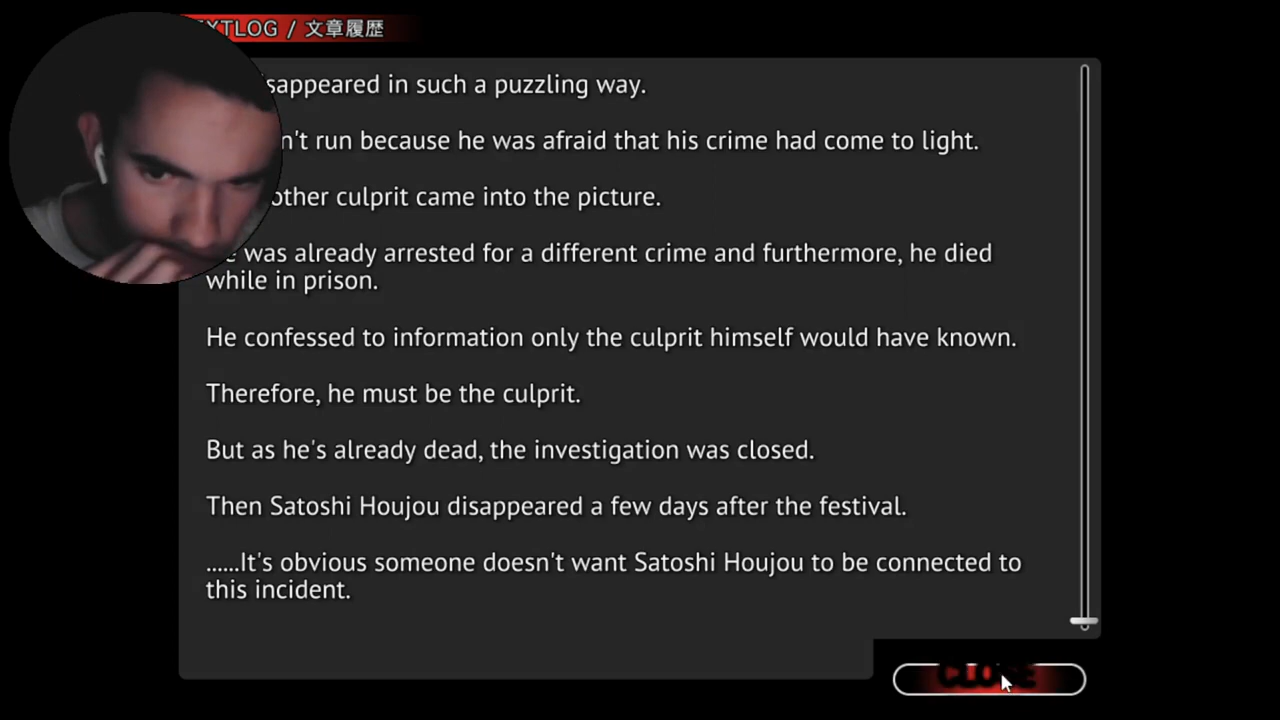 TLOG / 文章履歴
sappeared in such a puzzling way.
n't run because he was afraid that his crime had come to light.
other culprit came into the picture.
was already arrested for a different crime and furthermore, he died
while in prison.
He confessed to information only the culprit himself would have known.
Therefore, he must be the culprit.
But as he's already dead, the investigation was closed.
Then Satoshi Houjou disappeared a few days after the festival.
......It's obvious someone doesn't want Satoshi Houjou to be connected to
this incident.
CLOSE